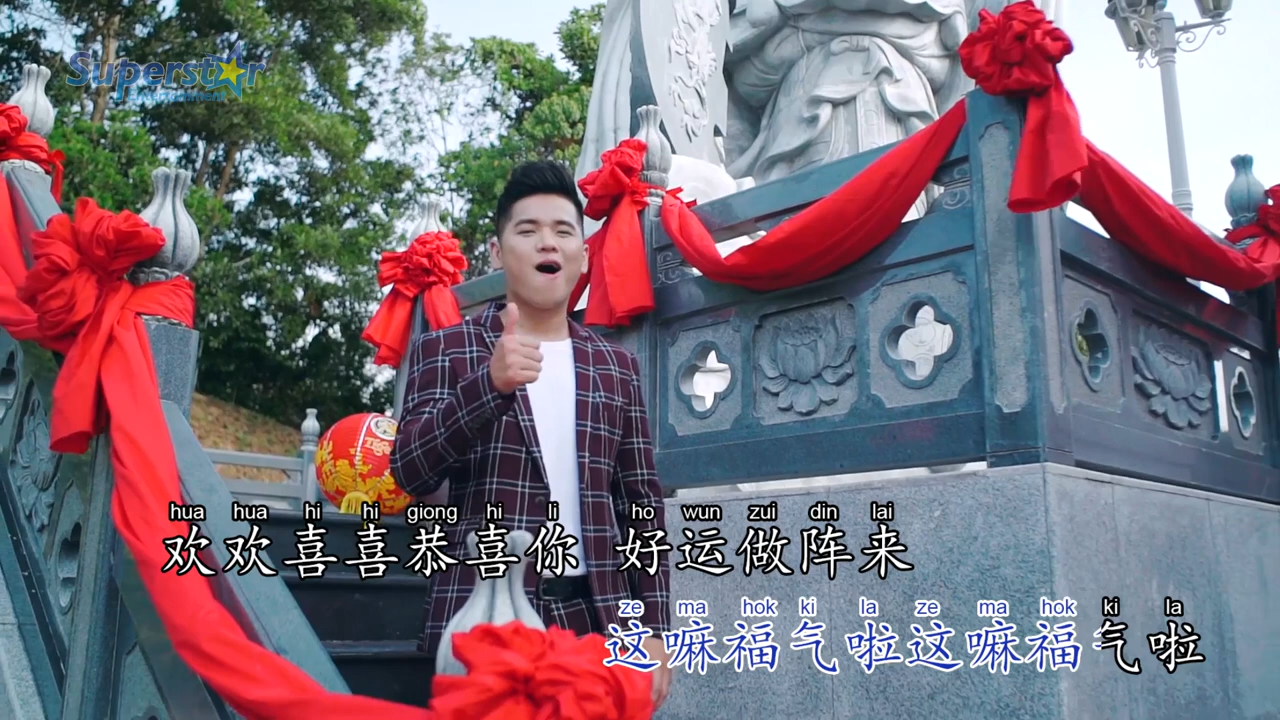 Superstar
Entertainment
hua hua hi hi giong hi li ho wun zui din lai
欢欢喜喜恭喜你 好运做阵来
ze ma hok ki la ze ma hok ki la
这嘛福气啦这嘛福气啦